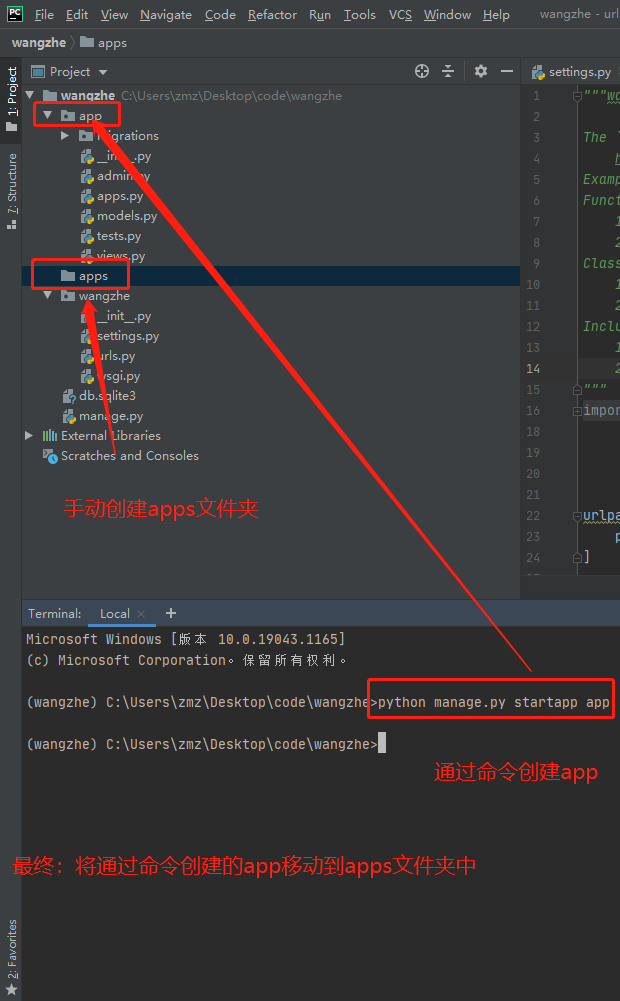 PC File Edit View Navigate Code Refactor Run Tools VCS Window Help wangzhe - url
wangzhe apps
1: Project
Project
settings.py
wangzhe C:\Users\zmz\Desktop\code\wangzhe
app
migrations
__init__.py
admin.py
apps.py
models.py
tests.py
views.py
apps
wangzhe
__init__.py
settings.py
urls.py
wsgi.py
db.sqlite3
manage.py
External Libraries
Scratches and Consoles
7: Structure
1 """wa
2
3 The `
4 h
5 Examp
6 Funct
7 1
8 2
9 Class
10 1
11 2
12 Inclu
13 1
14 2
15 """
16 impor
18
19
20
21
22 urlpa
23 p
24 ]
手动创建apps文件夹
Terminal: Local
Microsoft Windows [版本 10.0.19043.1165]
(c) Microsoft Corporation。保留所有权利。
(wangzhe) C:\Users\zmz\Desktop\code\wangzhe>python manage.py startapp app
(wangzhe) C:\Users\zmz\Desktop\code\wangzhe>
通过命令创建app
最终：将通过命令创建的app移动到apps文件夹中
2: Favorites